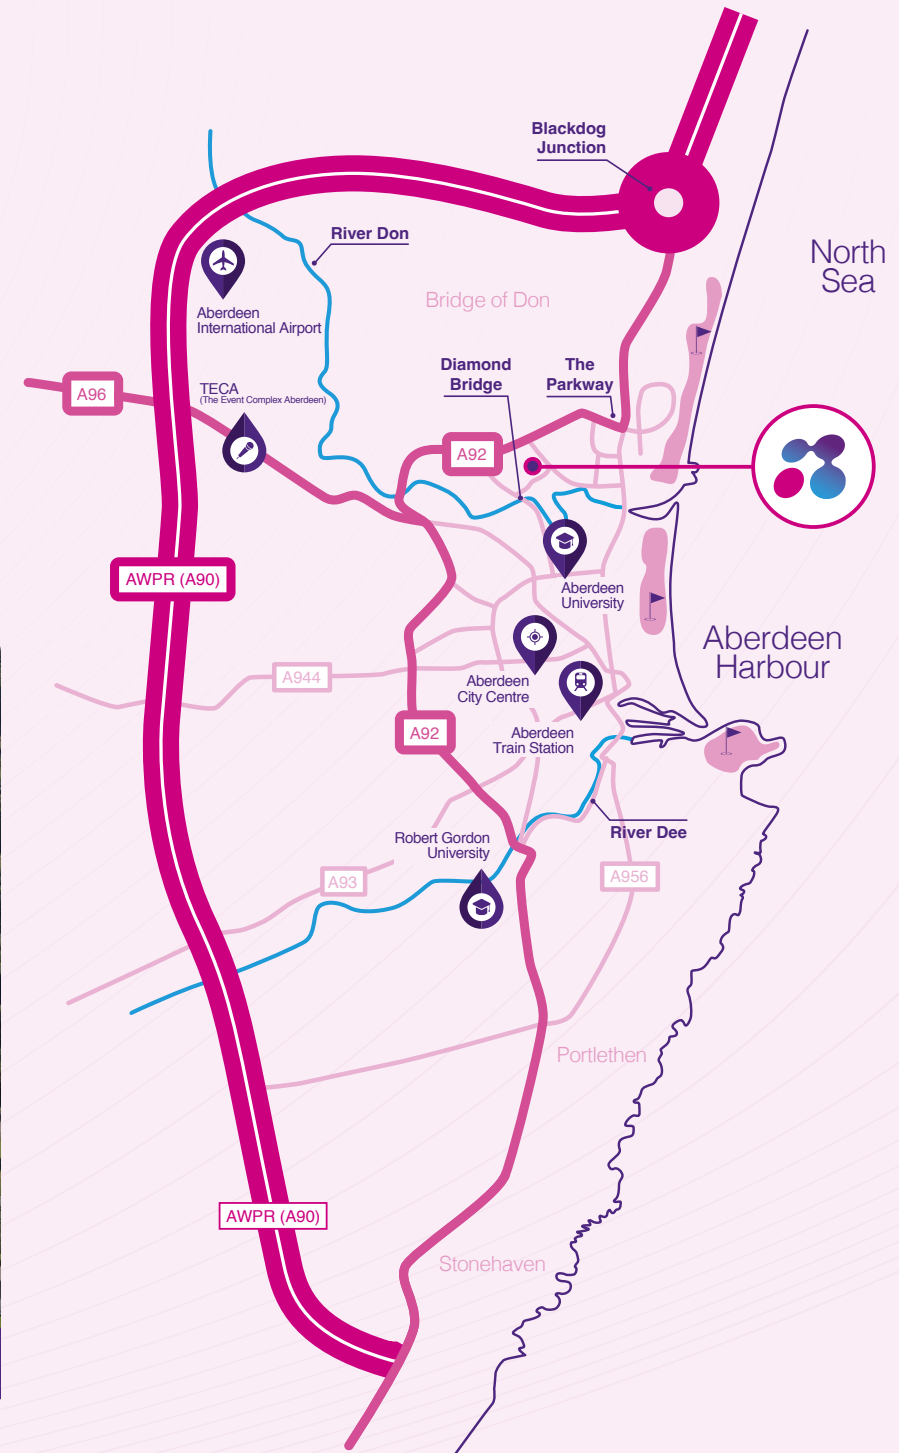 Blackdog
Junction
River Don
North
Sea
Aberdeen
International Airport
Bridge of Don
Diamond
Bridge
The
Parkway
A96
TECA
(The Event Complex Aberdeen)
A92
AWPR (A90)
Aberdeen
University
Aberdeen
Harbour
A944
Aberdeen
City Centre
A92
Aberdeen
Train Station
River Dee
Robert Gordon
University
A93
A956
Portlethen
AWPR (A90)
Stonehaven